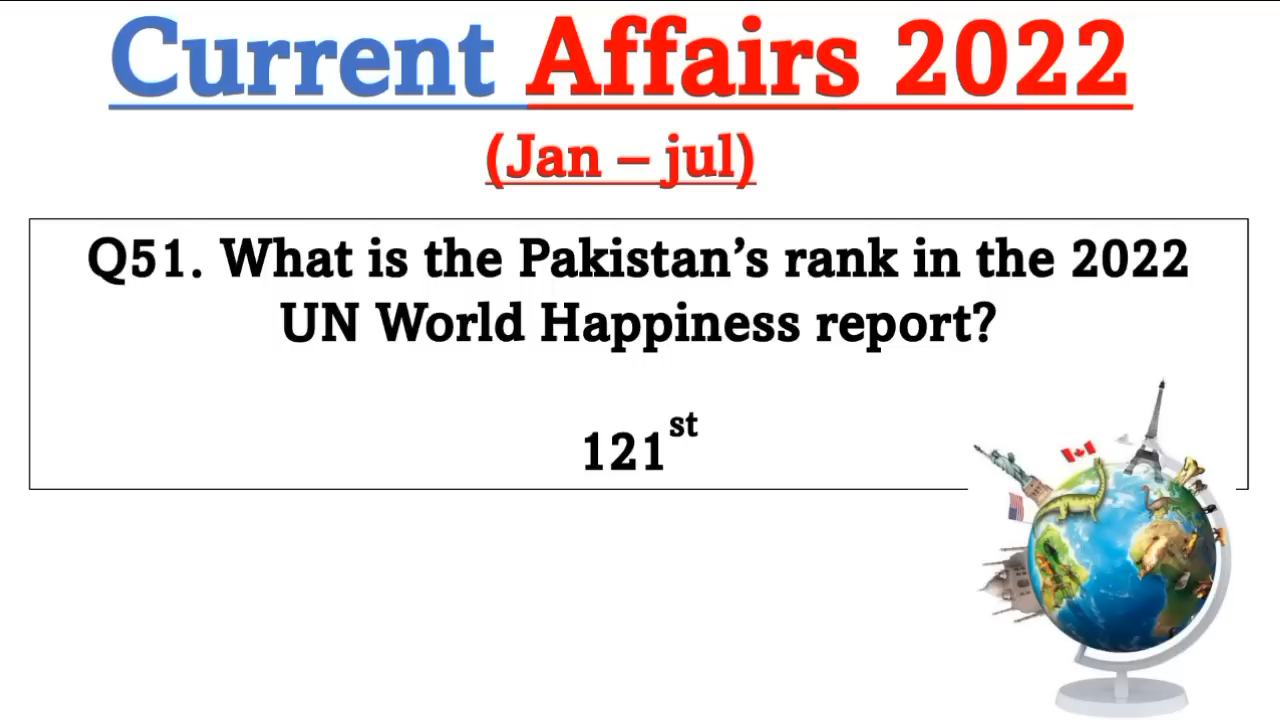 Current Affairs 2022
(Jan – jul)
Q51. What is the Pakistan’s rank in the 2022
UN World Happiness report?
121st